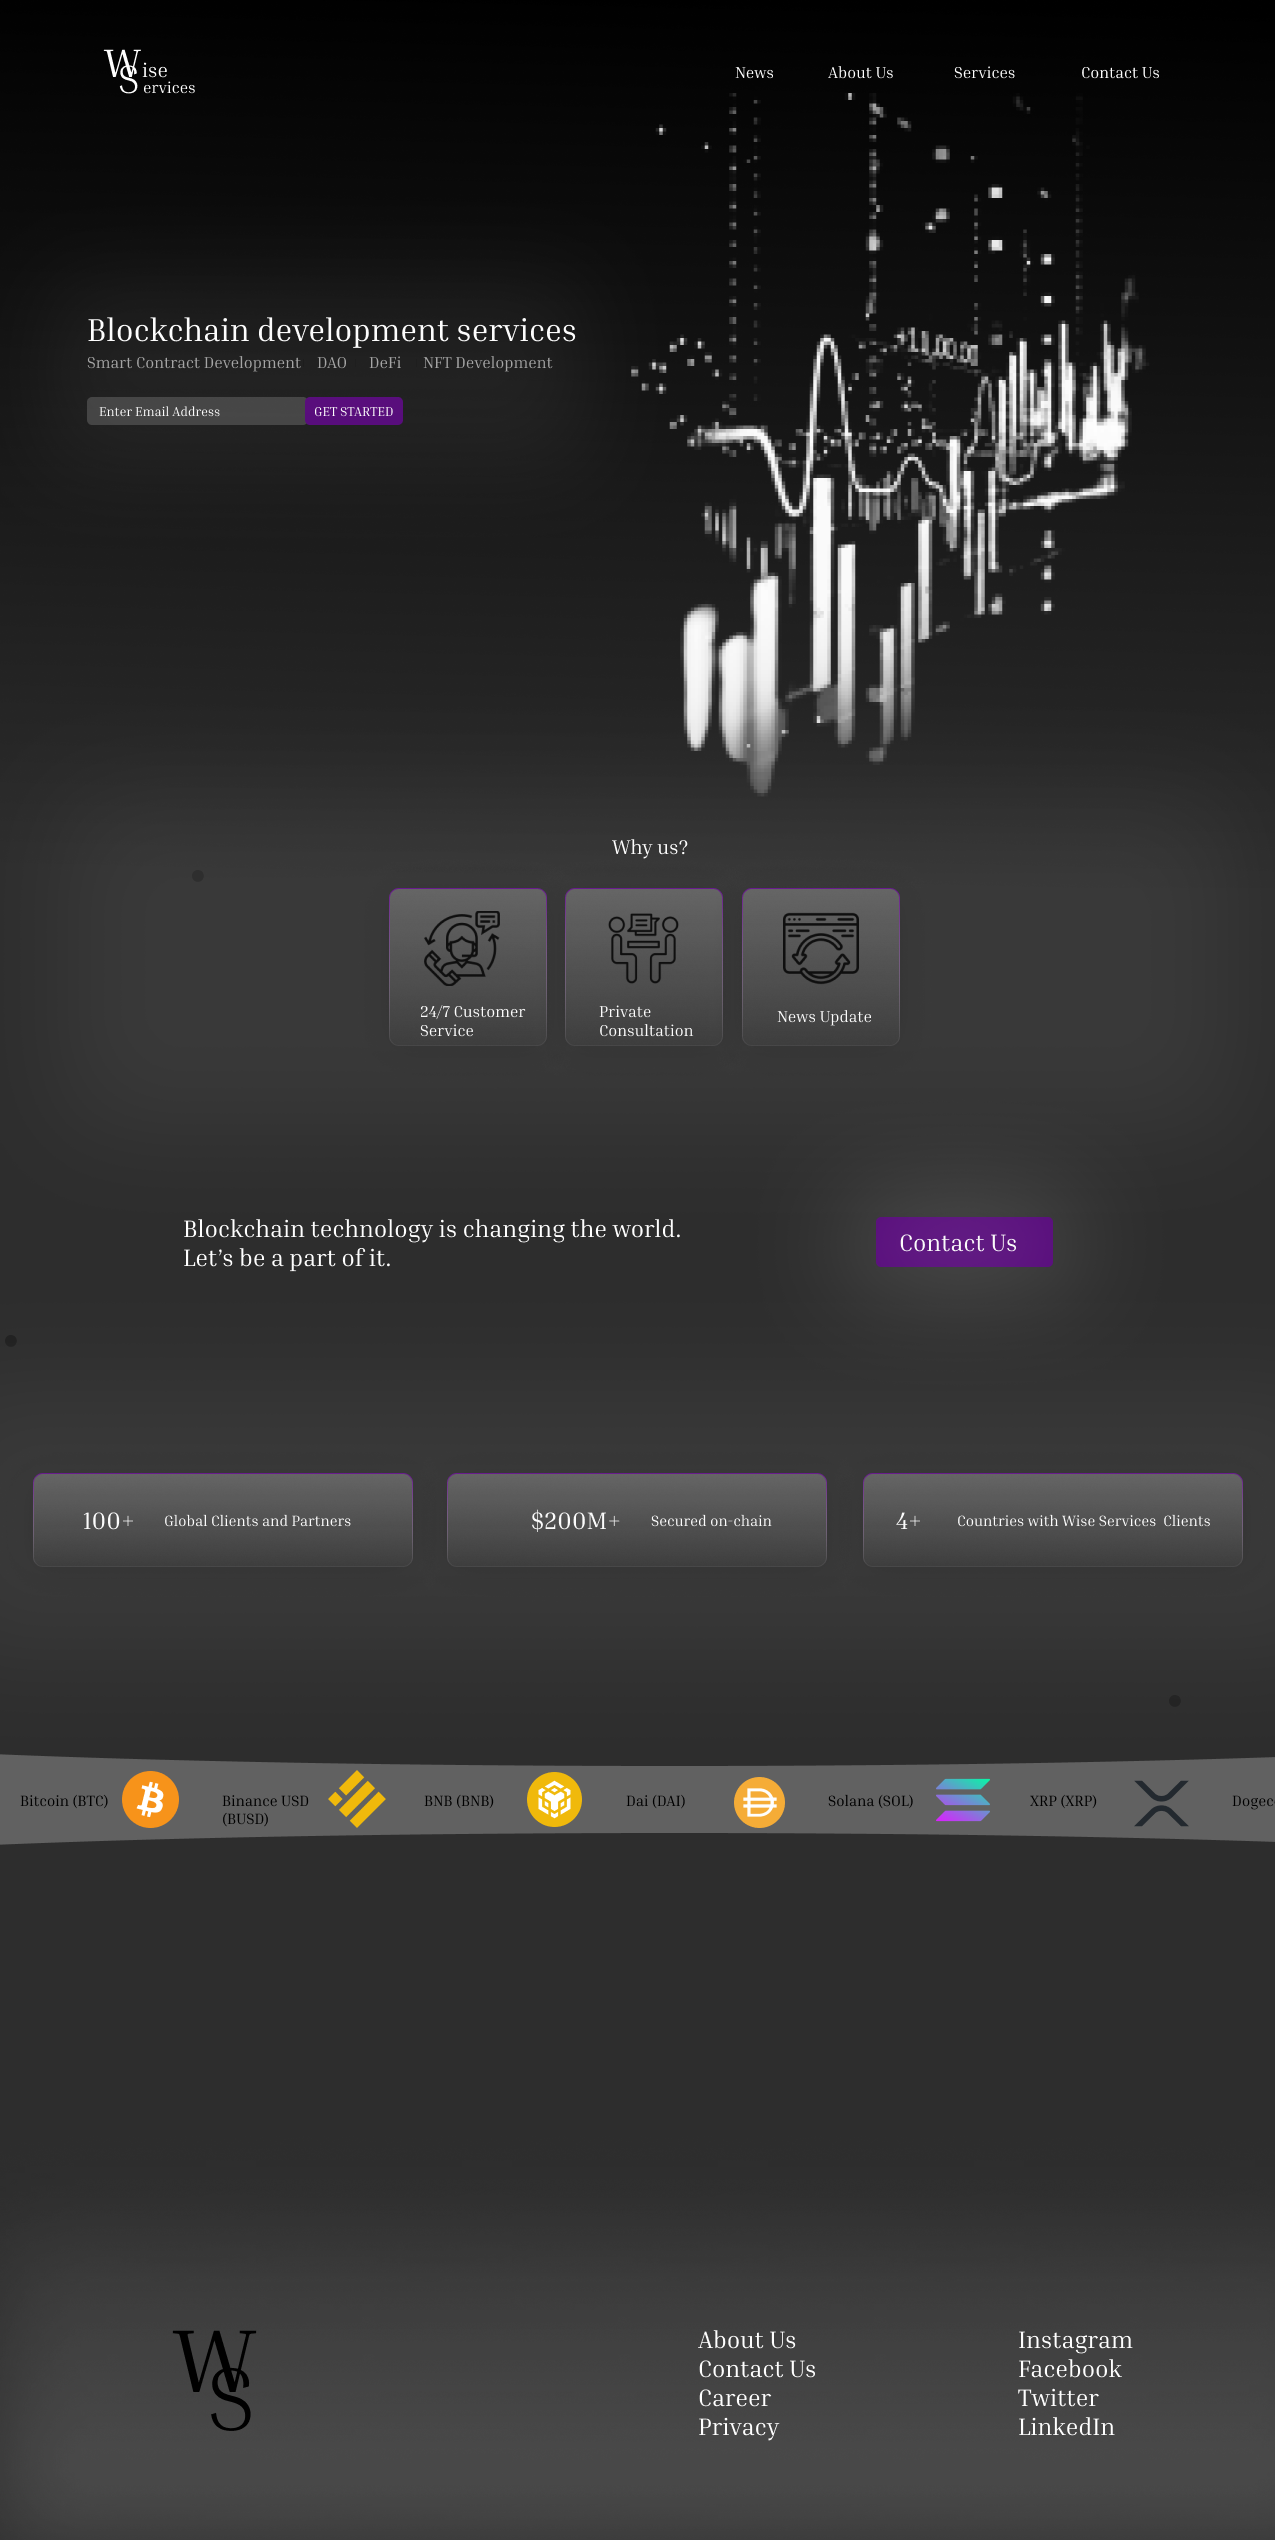 Wise
Services
News About Us Services Contact Us
Blockchain development services
Smart Contract Development DAO DeFi NFT Development
Enter Email Address GET STARTED
Why us?
24/7 Customer
Service
Private
Consultation
News Update
Blockchain technology is changing the world.
Let’s be a part of it.
Contact Us
100+ Global Clients and Partners
$200M+ Secured on-chain
4+ Countries with Wise Services Clients
Bitcoin (BTC)
Binance USD
(BUSD)
BNB (BNB)
Dai (DAI)
Solana (SOL)
XRP (XRP)
WS
About Us
Contact Us
Career
Privacy
Instagram
Facebook
Twitter
LinkedIn